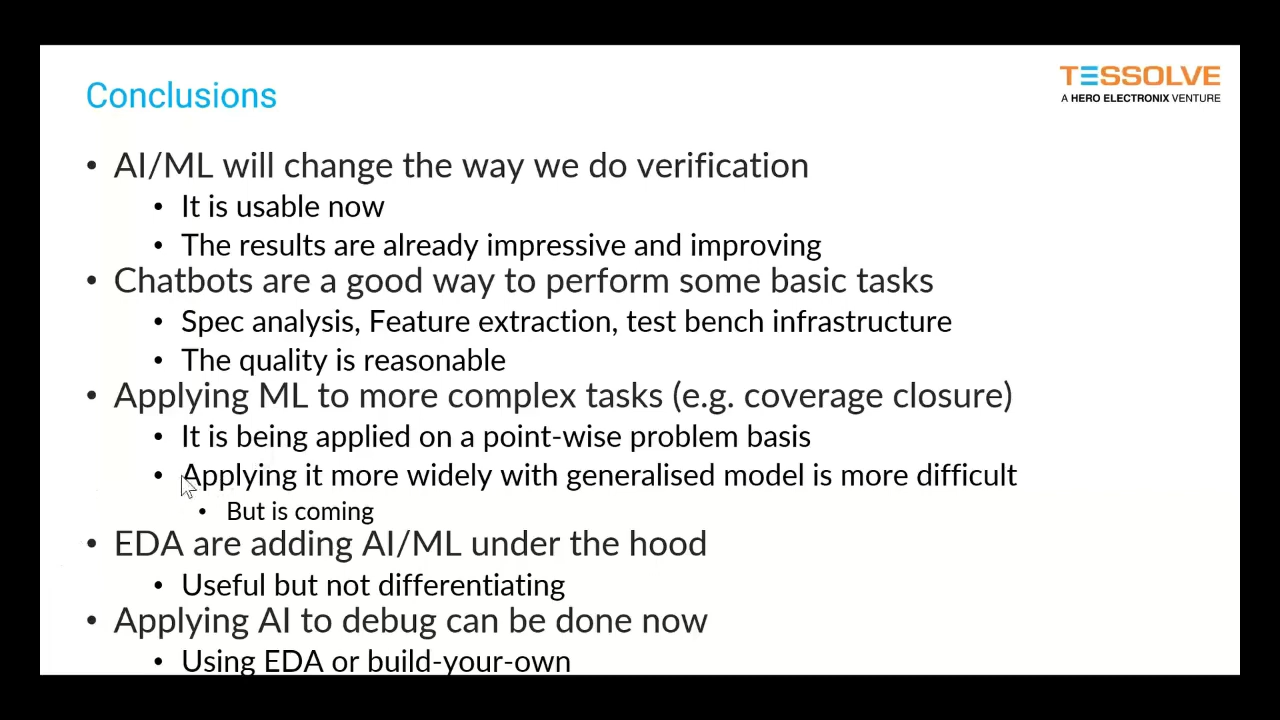 Conclusions
TESSOLVE
A HERO ELECTRONIX VENTURE
• AI/ML will change the way we do verification
• It is usable now
• The results are already impressive and improving
• Chatbots are a good way to perform some basic tasks
• Spec analysis, Feature extraction, test bench infrastructure
• The quality is reasonable
• Applying ML to more complex tasks (e.g. coverage closure)
• It is being applied on a point-wise problem basis
• Applying it more widely with generalised model is more difficult
• But is coming
• EDA are adding AI/ML under the hood
• Useful but not differentiating
• Applying AI to debug can be done now
• Using EDA or build-your-own